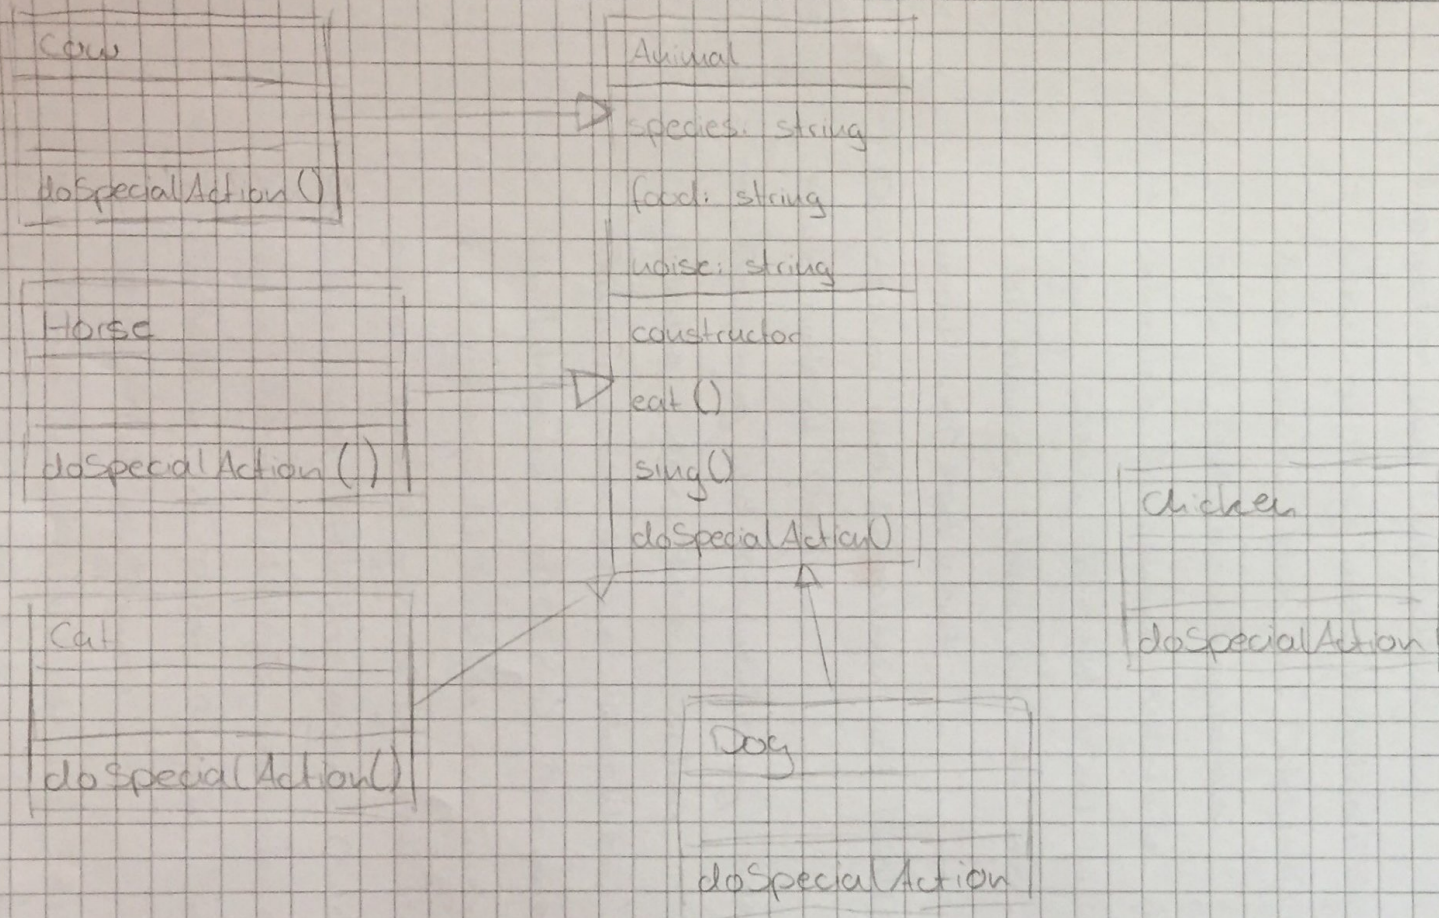 Cow
doSpecialAction()
Animal
species: string
food: string
noise: string
constructor
eat()
sing()
doSpecialAction()
Horse
doSpecialAction()
Cat
doSpecialAction()
Dog
doSpecialAction
Chicken
doSpecialAction